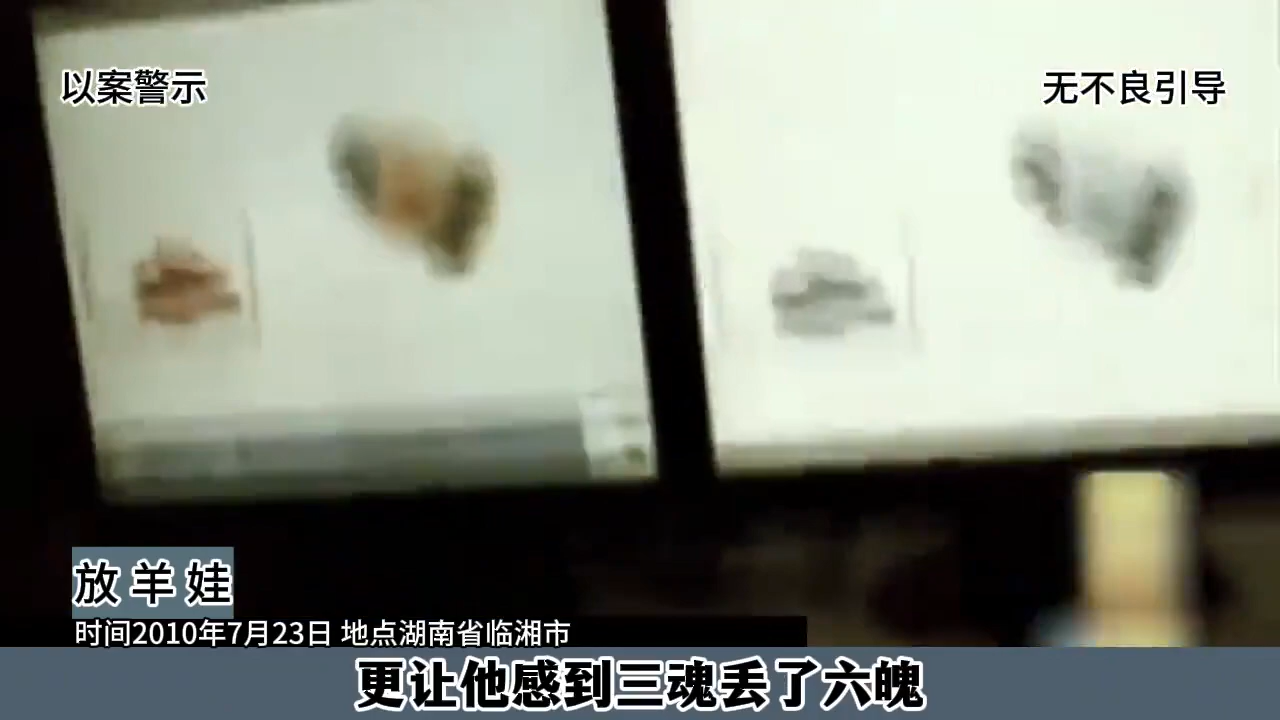 以案警示
无不良引导
放羊娃
时间2010年7月23日 地点湖南省临湘市
更让他感到三魂丢了六魄